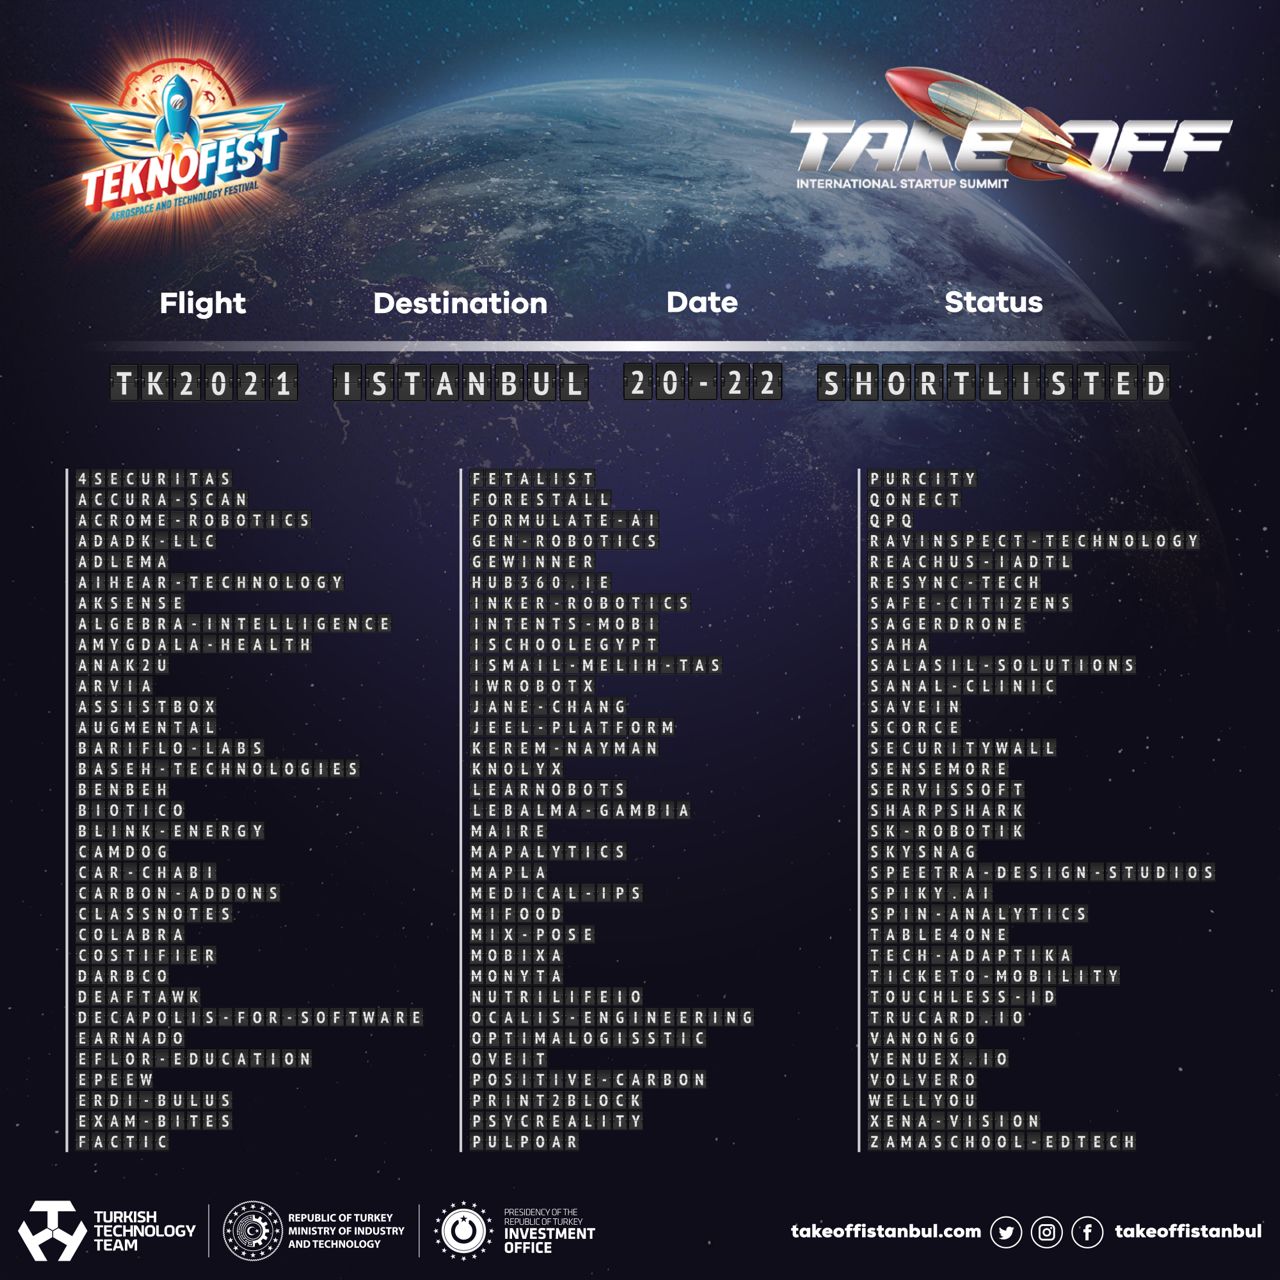 TEKNOFEST
AEROSPACE AND TECHNOLOGY FESTIVAL
TAKE OFF
INTERNATIONAL STARTUP SUMMIT
Flight Destination Date Status
TK2021 ISTANBUL 20-22 SHORTLISTED
4SECURITAS
ACCURA-SCAN
ACROME-ROBOTICS
ADADK-LLC
ADLEMA
AIHEAR-TECHNOLOGY
AKSENSE
ALGEBRA-INTELLIGENCE
AMYGDALA-HEALTH
ANAK2U
ARVIA
ASSISTBOX
AUGMENTAL
BARIFLO-LABS
BASEH-TECHNOLOGIES
BENBEH
BIOTICO
BLINK-ENERGY
CAMDOG
CAR-CHABI
CARBON-ADDONS
CLASSNOTES
COLABRA
COSTIFIER
DARBCO
DEAFTAWK
DECAPOLIS-FOR-SOFTWARE
EARNADO
EFLOR-EDUCATION
EPEEW
ERDI-BULUS
EXAM-BITES
FACTIC
FETALIST
FORESTALL
FORMULATE-AI
GEN-ROBOTICS
GEWINNER
HUB360.IE
INKER-ROBOTICS
INTENTS-MOBI
ISCHOOLEGYPT
ISMAIL-MELIH-TAS
IWROBOTX
JANE-CHANG
JEEL-PLATFORM
KEREM-NAYMAN
KNOLYX
LEARNOBOTS
LEBALMA-GAMBIA
MAIRE
MAPALYTICS
MAPLA
MEDICAL-IPS
MIFOOD
MIX-POSE
MOBIXA
MONYTA
NUTRILIFEIO
OCALIS-ENGINEERING
OPTIMALOGISSTIC
OVEIT
POSITIVE-CARBON
PRINT2BLOCK
PSYCREALITY
PULPOAR
PURCITY
QONECT
QPQ
RAVINSPECT-TECHNOLOGY
REACHUS-IADTL
RESYNC-TECH
SAFE-CITIZENS
SAGERDRONE
SAHA
SALASIL-SOLUTIONS
SANAL-CLINIC
SAVEIN
SCORCE
SECURITYWALL
SENSEMORE
SERVISSOFT
SHARPSHARK
SK-ROBOTIK
SKYSNAG
SPEETRA-DESIGN-STUDIOS
SPIKY.AI
SPIN-ANALYTICS
TABLE4ONE
TECH-ADAPTIKA
TICKETO-MOBILITY
TOUCHLESS-ID
TRUCARD.IO
VANONGO
VENUEX.IO
VOLVERO
WELLYOU
XENA-VISION
ZAMASCHOOL-EDTECH
TURKISH
TECHNOLOGY
TEAM
REPUBLIC OF TURKEY
MINISTRY OF INDUSTRY
AND TECHNOLOGY
PRESIDENCY OF THE
REPUBLIC OF TURKEY
INVESTMENT
OFFICE
takeoffistanbul.com takeoffistanbul